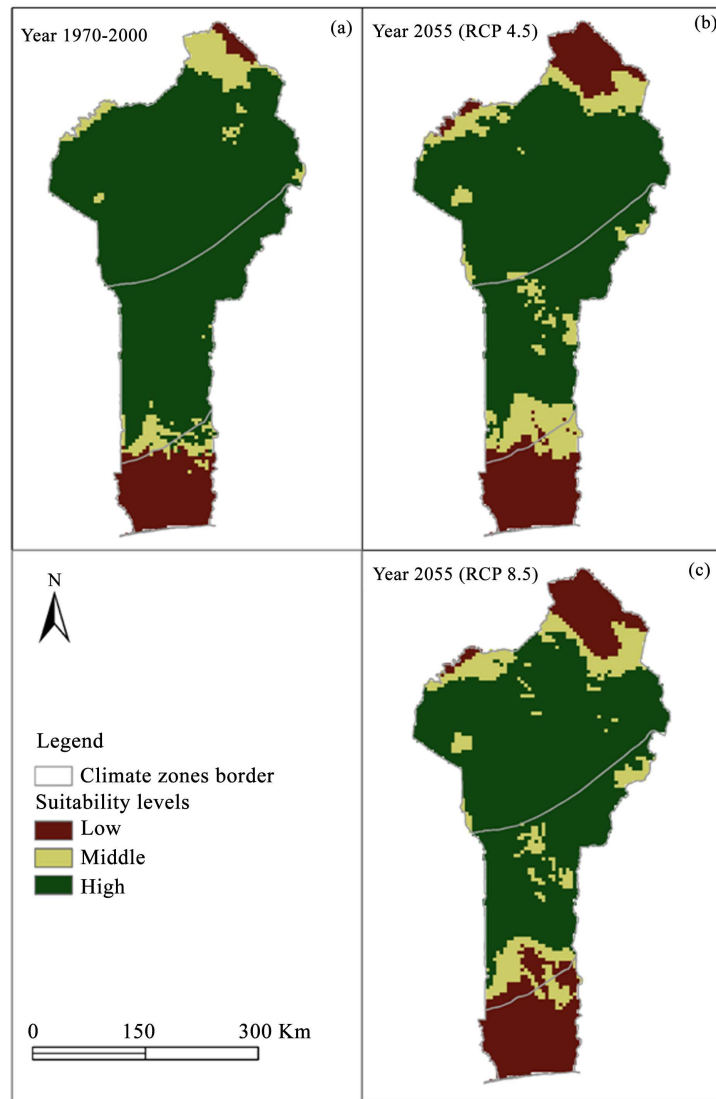 Year 1970-2000
(a)
Year 2055 (RCP 4.5)
(b)
Year 2055 (RCP 8.5)
(c)
N
Legend
Climate zones border
Suitability levels
Low
Middle
High
0 150 300 Km